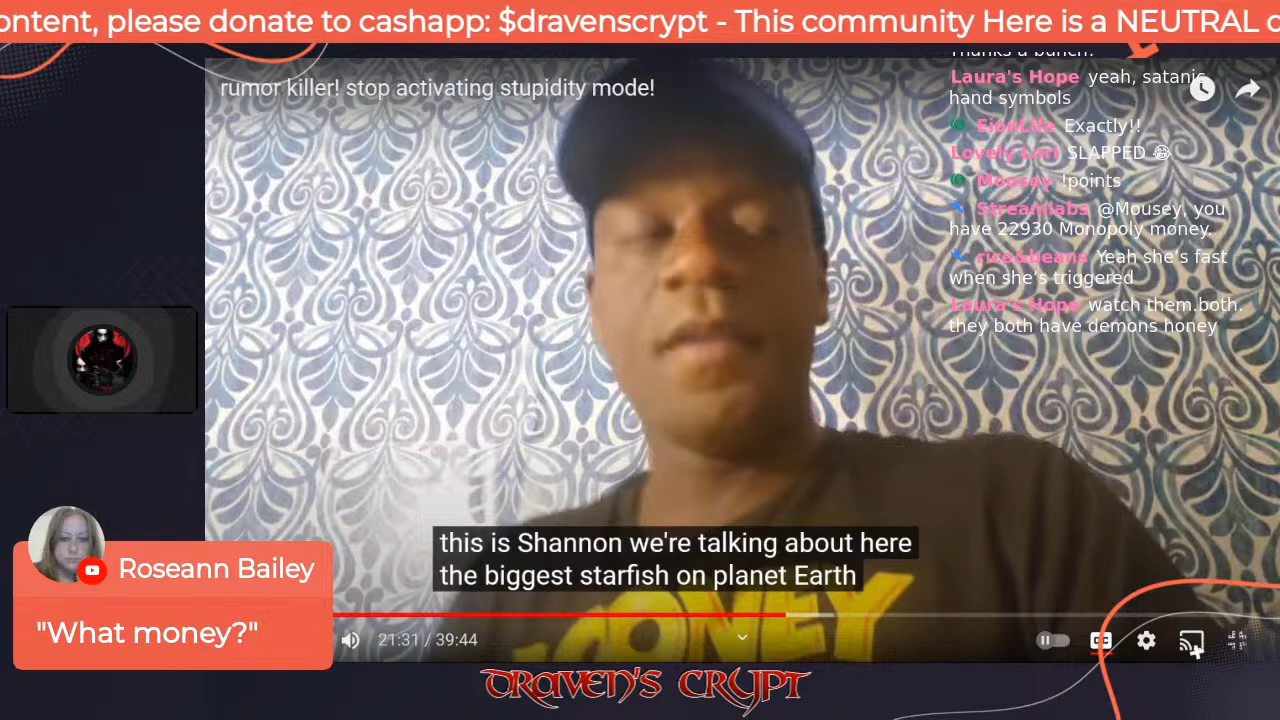 ontent, please donate to cashapp: $dravenscrypt - This community Here is a NEUTRAL
rumor killer! stop activating stupidity mode!
Thanks a bunch!
Laura's Hope yeah, satanic
hand symbols
EionLife Exactly!!
Lovely Lori SLAPPED 😂
Mousey !points
Streamlabs @Mousey, you
have 22930 Monopoly money.
rice&beans Yeah she's fast
when she's triggered
Laura's Hope watch them.both.
they both have demons honey
this is Shannon we're talking about here
the biggest starfish on planet Earth
Roseann Bailey
"What money?"
21:31 / 39:44
CC
DRAVEN'S CRYPT